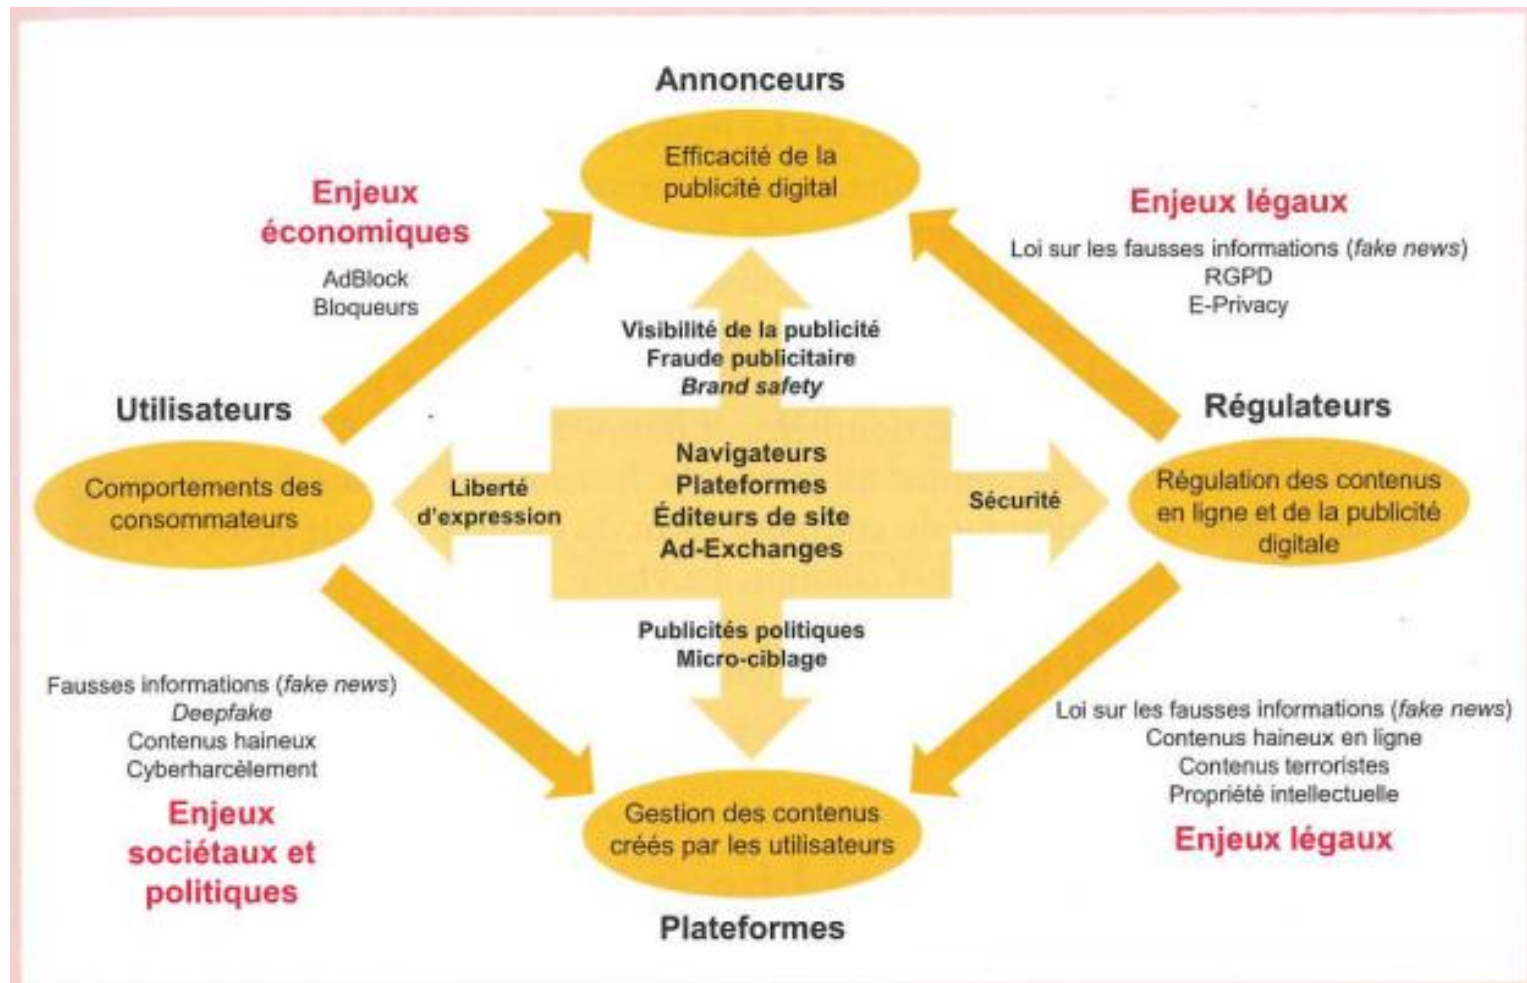 Annonceurs
Efficacité de la
publicité digital
Enjeux
économiques
AdBlock
Bloqueurs
Enjeux légaux
Loi sur les fausses informations (fake news)
RGPD
E-Privacy
Visibilité de la publicité
Fraude publicitaire
Brand safety
Utilisateurs
Comportements des
consommateurs
Liberté
d'expression
Navigateurs
Plateformes
Éditeurs de site
Ad-Exchanges
Sécurité
Régulateurs
Régulation des contenus
en ligne et de la publicité
digitale
Publicités politiques
Micro-ciblage
Fausses informations (fake news)
Deepfake
Contenus haineux
Cyberharcèlement
Enjeux
sociétaux et
politiques
Loi sur les fausses informations (fake news)
Contenus haineux en ligne
Contenus terroristes
Propriété intellectuelle
Enjeux légaux
Gestion des contenus
créés par les utilisateurs
Plateformes